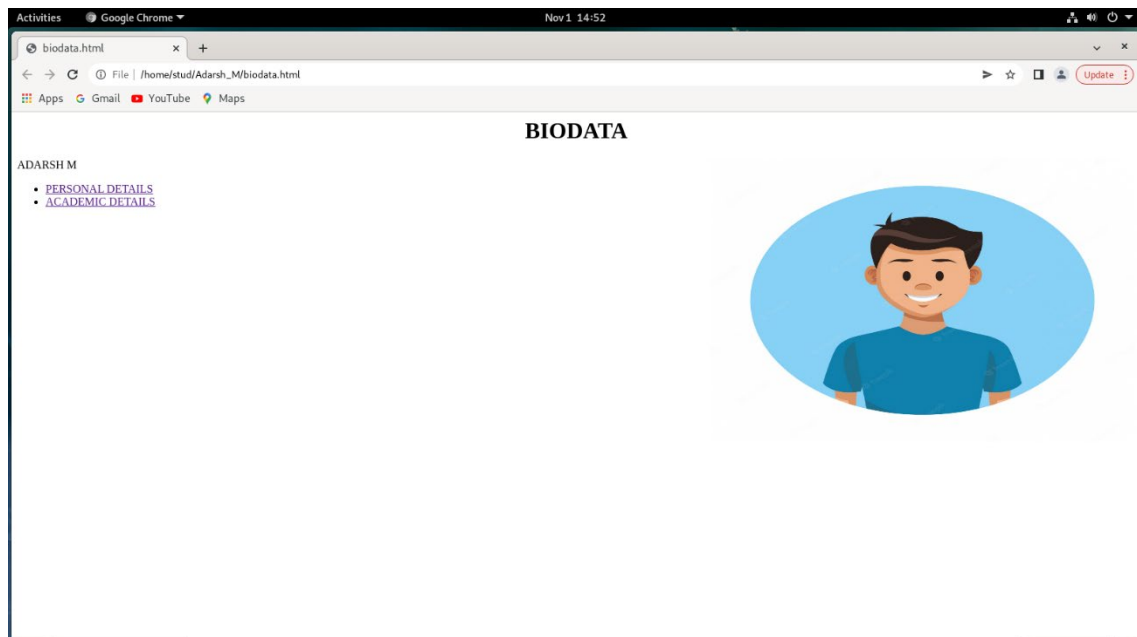 Activities Google Chrome Nov 1 14:52
biodata.html
File | /home/stud/Adarsh_M/biodata.html Update
Apps Gmail YouTube Maps
BIODATA
ADARSH M
• PERSONAL DETAILS
• ACADEMIC DETAILS